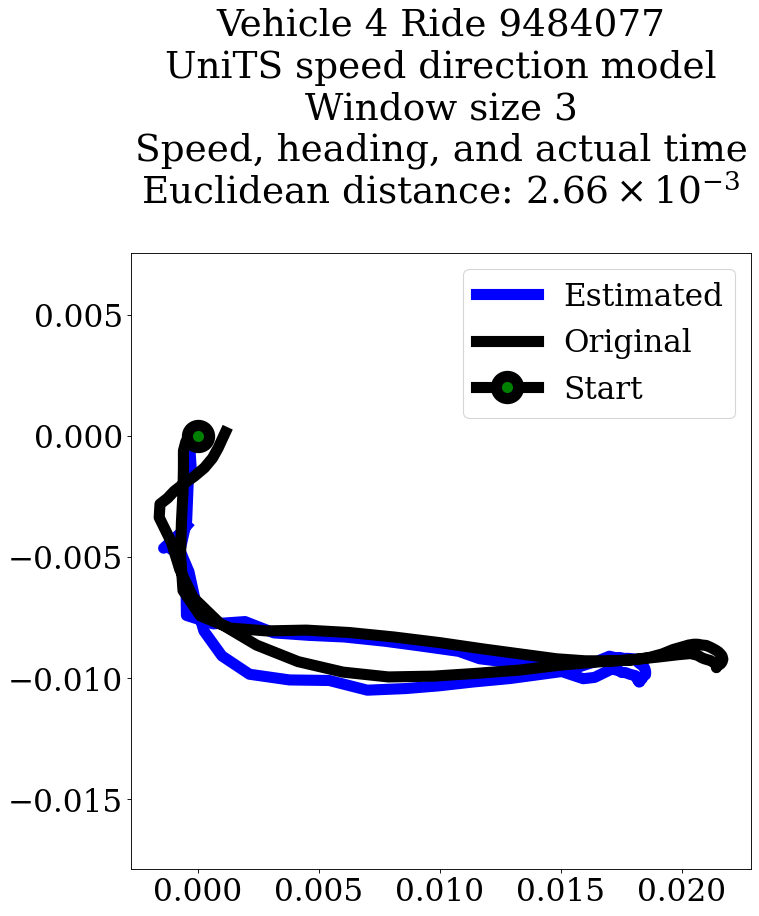 Vehicle 4 Ride 9484077
UniTS speed direction model
Window size 3
Speed, heading, and actual time
Euclidean distance: 2.66 × 10⁻³
Estimated
Original
Start
0.005
0.000
−0.005
−0.010
−0.015
0.000 0.005 0.010 0.015 0.020